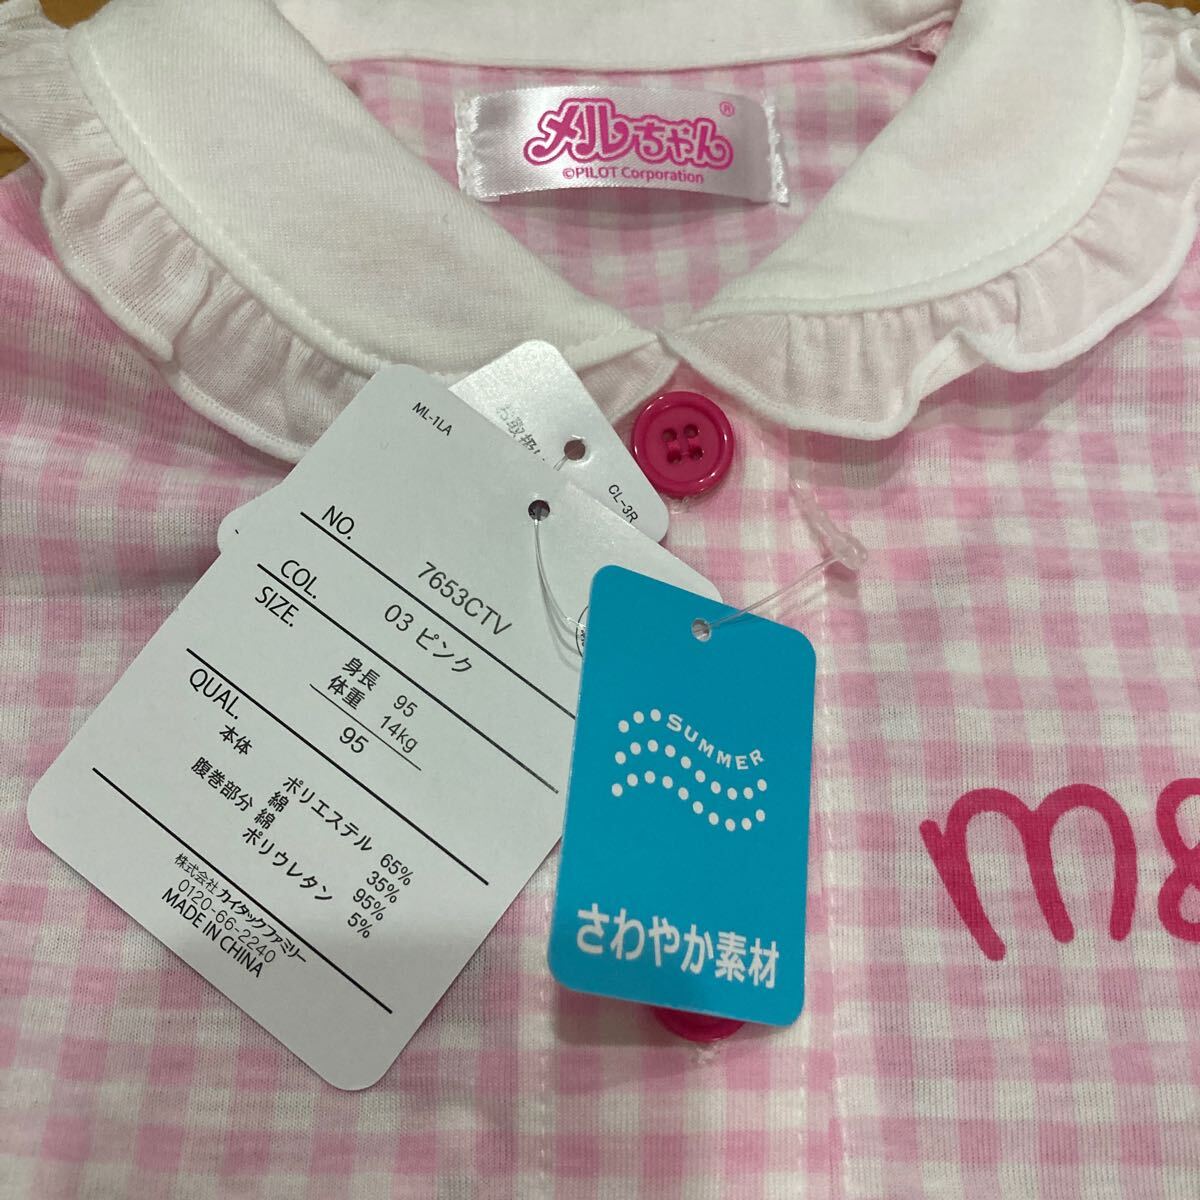 メルちゃん®
©PILOT Corporation
ML-1LA
お取扱い
CL-3R
NO. 7653CTV
COL. 03 ピンク
SIZE.
身長 95
体重 14kg
95
QUAL.
本体 ポリエステル 65%
綿 35%
腹巻部分 綿 95%
ポリウレタン 5%
株式会社 カイタックファミリー
0120-66-2240
MADE IN CHINA
SUMMER
さわやか素材